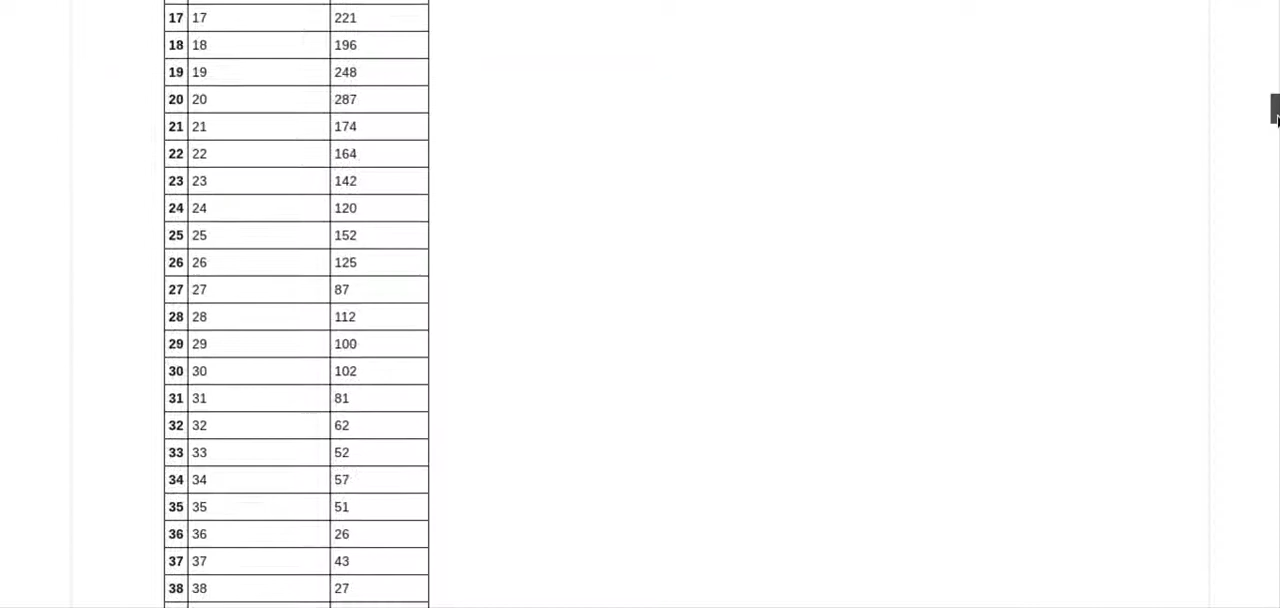 17 17 221
18 18 196
19 19 248
20 20 287
21 21 174
22 22 164
23 23 142
24 24 120
25 25 152
26 26 125
27 27 87
28 28 112
29 29 100
30 30 102
31 31 81
32 32 62
33 33 52
34 34 57
35 35 51
36 36 26
37 37 43
38 38 27